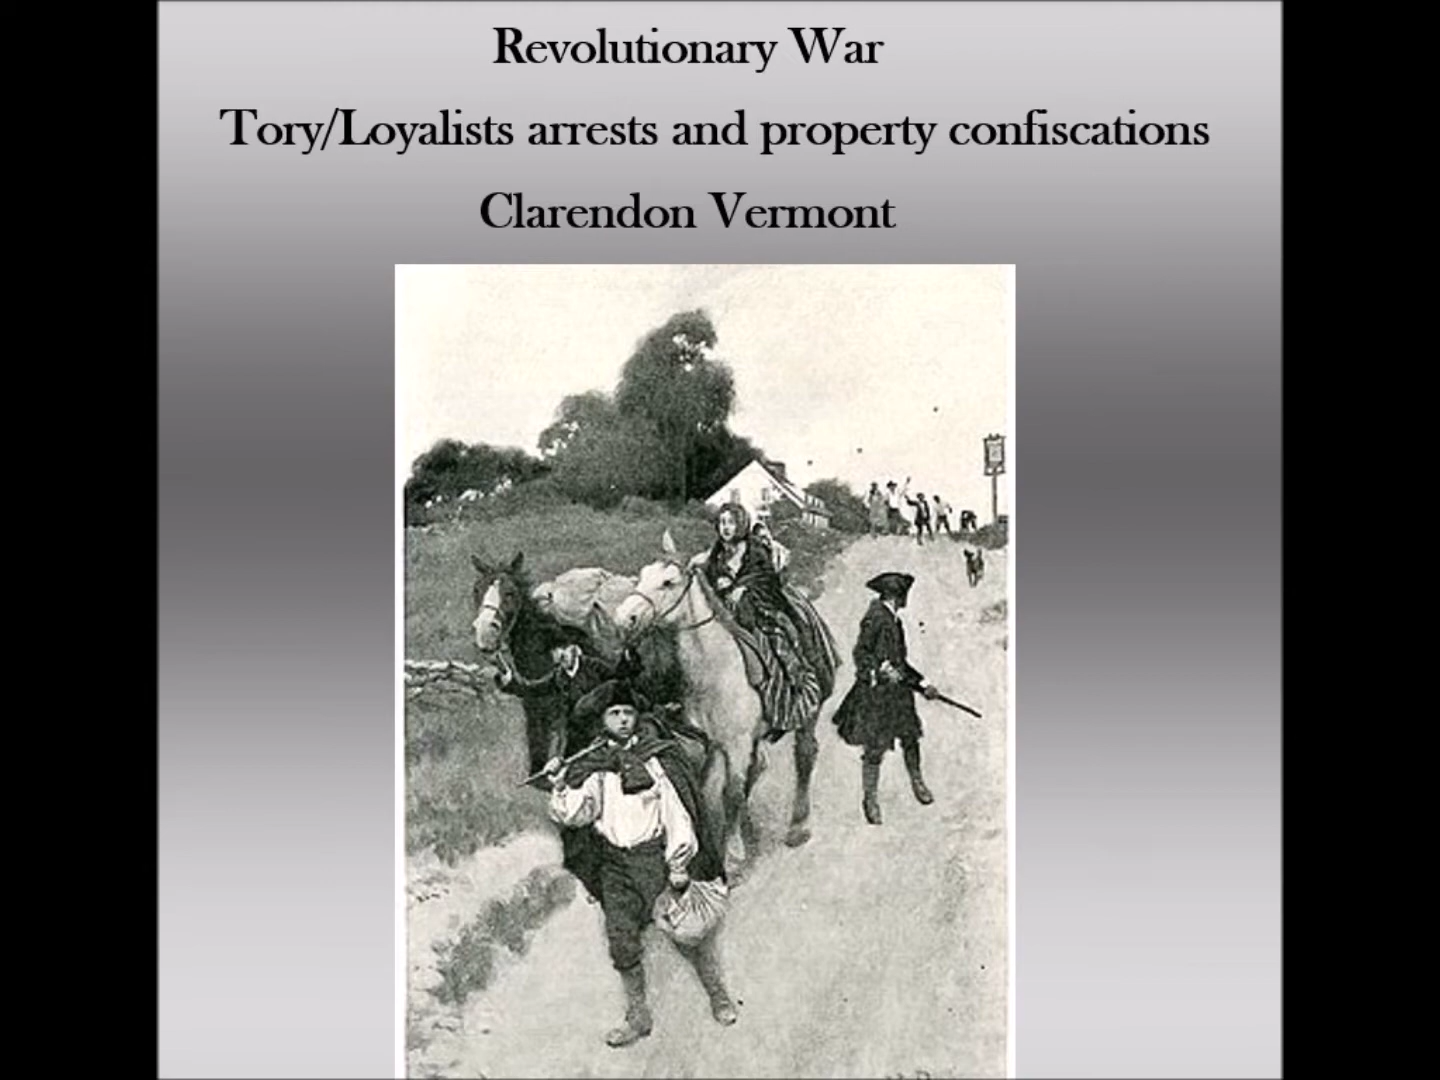 Revolutionary War
Tory/Loyalists arrests and property confiscations
Clarendon Vermont